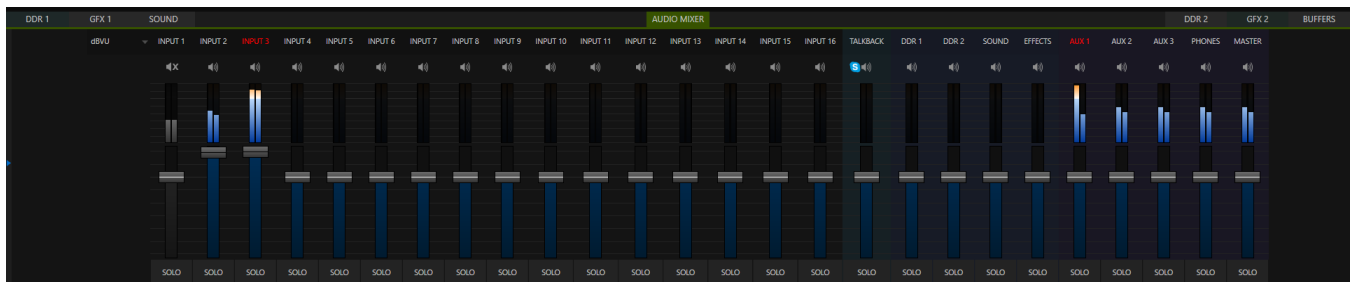 DDR 1 GFX 1 SOUND AUDIO MIXER DDR 2 GFX 2 BUFFERS
dBVU INPUT 1 INPUT 2 INPUT 3 INPUT 4 INPUT 5 INPUT 6 INPUT 7 INPUT 8 INPUT 9 INPUT 10 INPUT 11 INPUT 12 INPUT 13 INPUT 14 INPUT 15 INPUT 16 TALKBACK DDR 1 DDR 2 SOUND EFFECTS AUX 1 AUX 2 AUX 3 PHONES MASTER
S
SOLO SOLO SOLO SOLO SOLO SOLO SOLO SOLO SOLO SOLO SOLO SOLO SOLO SOLO SOLO SOLO SOLO SOLO SOLO SOLO SOLO SOLO SOLO SOLO SOLO SOLO